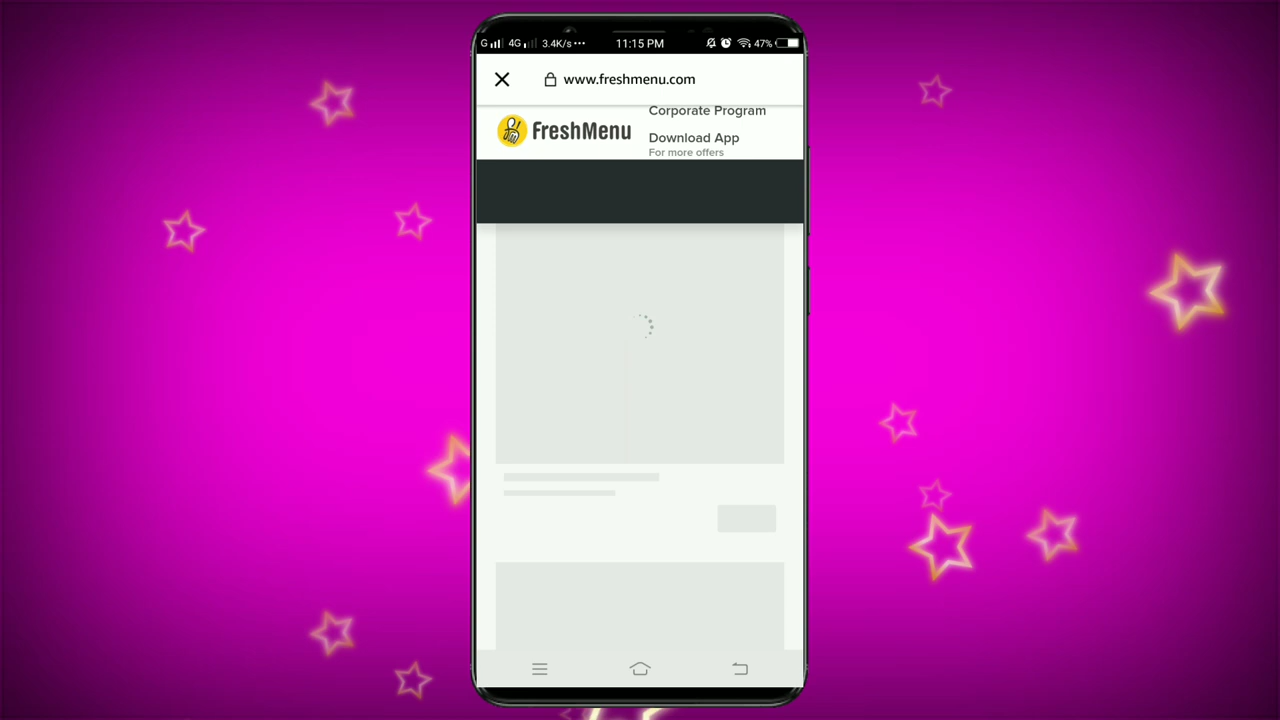 G 4G 3.4K/s ••• 11:15 PM 47%
www.freshmenu.com
Corporate Program
FreshMenu
Download App
For more offers